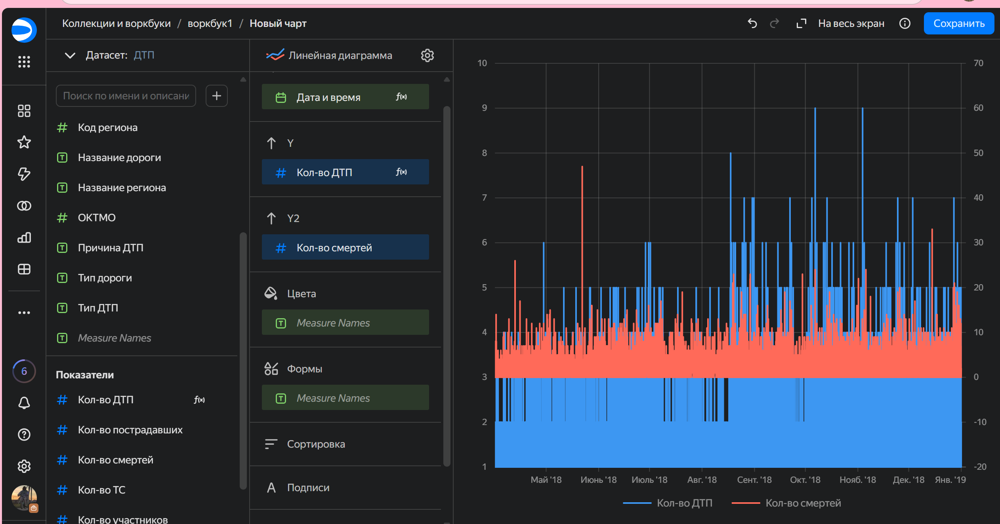 Коллекции и воркбуки / воркбук1 / Новый чарт
На весь экран
Сохранить
Датасет: ДТП
Поиск по имени и описани
Код региона
Название дороги
Название региона
ОКТМО
Причина ДТП
Тип дороги
Тип ДТП
Measure Names
Показатели
Кол-во ДТП f(x)
Кол-во пострадавших
Кол-во смертей
Кол-во ТС
Кол-во участников
6
Линейная диаграмма
Дата и время f(x)
Y
Кол-во ДТП f(x)
Y2
Кол-во смертей
Цвета
Measure Names
Формы
Measure Names
Сортировка
Подписи
10
9
8
7
6
5
4
3
2
1
70
60
50
40
30
20
10
0
-10
-20
Май '18 Июнь '18 Июль '18 Авг. '18 Сент. '18 Окт. '18 Нояб. '18 Дек. '18 Янв. '19
Кол-во ДТП Кол-во смертей